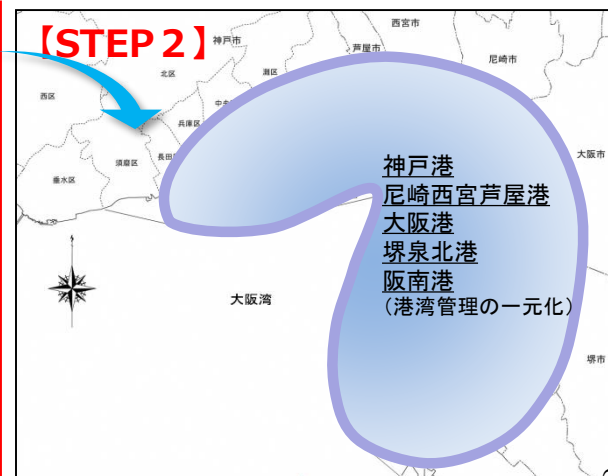 【STEP２】
西宮市
神戸市
芦屋市
尼崎市
北区
灘区
西区
中央
兵庫区
大阪市
須磨区
長田
垂水区
神戸港
尼崎西宮芦屋港
大阪港
堺泉北港
阪南港
（港湾管理の一元化）
大阪湾
堺市